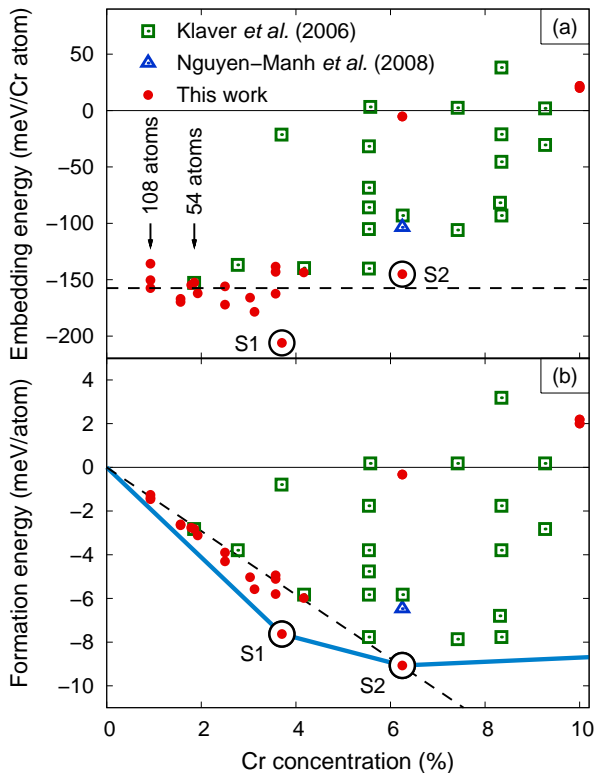 (a)
Klaver et al. (2006)
Nguyen−Manh et al. (2008)
This work
Embedding energy (meV/Cr atom)
50
0
−50
−100
−150
−200
108 atoms
54 atoms
S1
S2
(b)
Formation energy (meV/atom)
4
2
0
−2
−4
−6
−8
−10
S1
S2
0
2
4
6
8
10
Cr concentration (%)